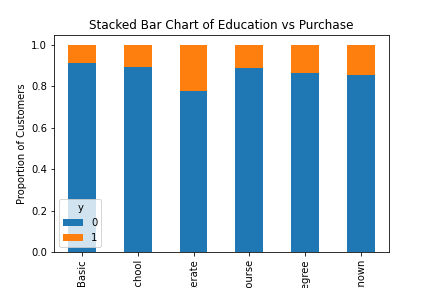 Stacked Bar Chart of Education vs Purchase
Proportion of Customers
1.0
0.8
0.6
0.4
0.2
0.0
y
0
1
Basic
chool
erate
ourse
egree
nown